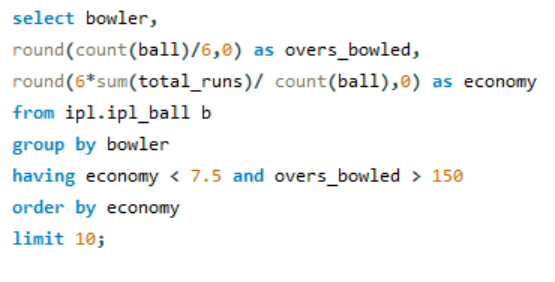 select bowler,
round(count(ball)/6,0) as overs_bowled,
round(6*sum(total_runs)/ count(ball),0) as economy
from ipl.ipl_ball b
group by bowler
having economy < 7.5 and overs_bowled > 150
order by economy
limit 10;